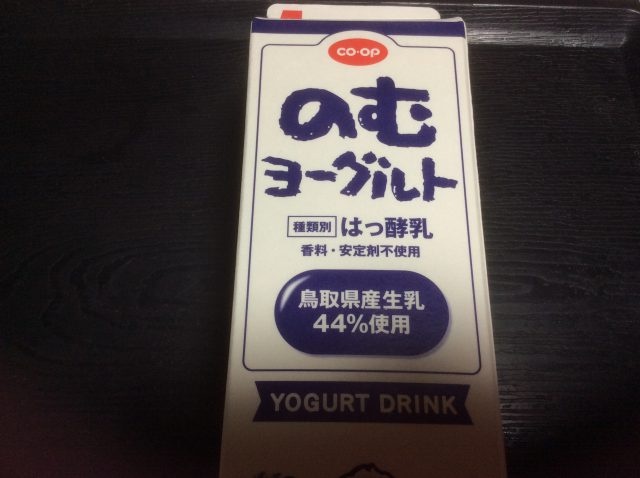 CO·OP
のむ
ヨーグルト
種類別 はっ酵乳
香料・安定剤不使用
鳥取県産生乳
44%使用
YOGURT DRINK